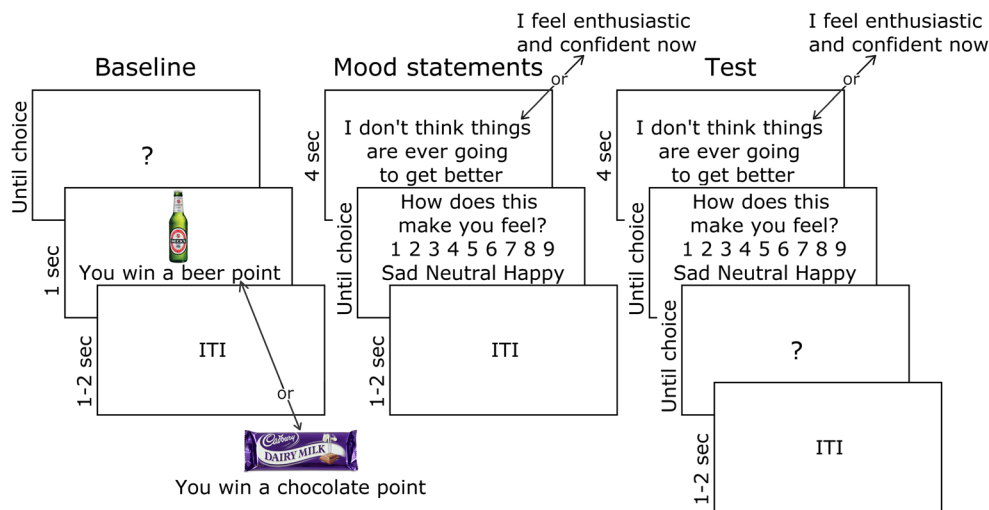 I feel enthusiastic
and confident now
I feel enthusiastic
and confident now
Baseline
Mood statements
Test
or
or
Until choice
?
4 sec
I don't think things
are ever going
to get better
4 sec
I don't think things
are ever going
to get better
1 sec
You win a beer point
Until choice
How does this
make you feel?
1 2 3 4 5 6 7 8 9
Sad Neutral Happy
Until choice
How does this
make you feel?
1 2 3 4 5 6 7 8 9
Sad Neutral Happy
1-2 sec
ITI
1-2 sec
ITI
Until choice
?
or
Cadbury
DAIRY MILK
You win a chocolate point
1-2 sec
ITI